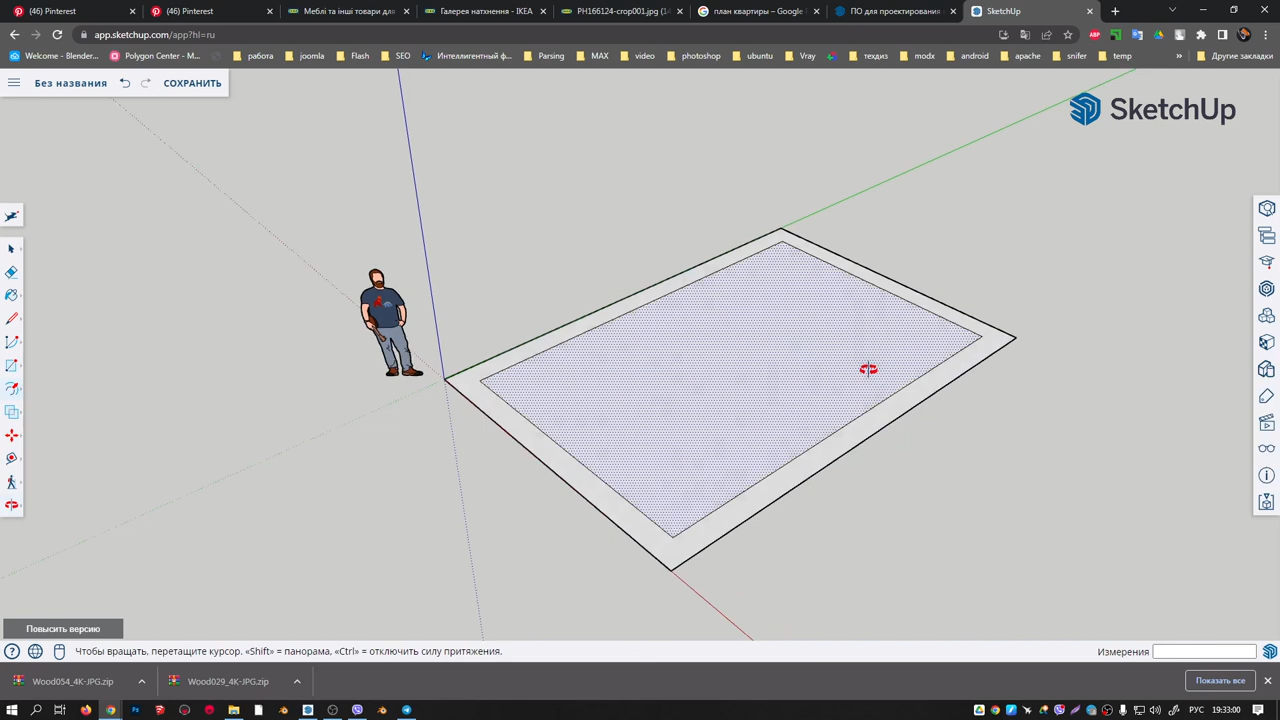 (46) Pinterest
(46) Pinterest
Меблі та інші товари для
Галерея натхнення - IKEA
PH166124-crop001.jpg (1
план квартиры – Google
ПО для проектирования
SketchUp
app.sketchup.com/app?hl=ru
Welcome - Blender...
Polygon Center - M...
работа
joomla
Flash
SEO
Интеллигентный ф...
Parsing
MAX
video
photoshop
ubuntu
Vray
техдиз
modx
android
apache
snifer
temp
»
Другие закладки
Без названия
СОХРАНИТЬ
SketchUp
Повысить версию
Чтобы вращать, перетащите курсор. «Shift» = панорама, «Ctrl» = отключить силу притяжения.
Измерения
Wood054_4K-JPG.zip
Wood029_4K-JPG.zip
Показать все
РУС
19:33:00